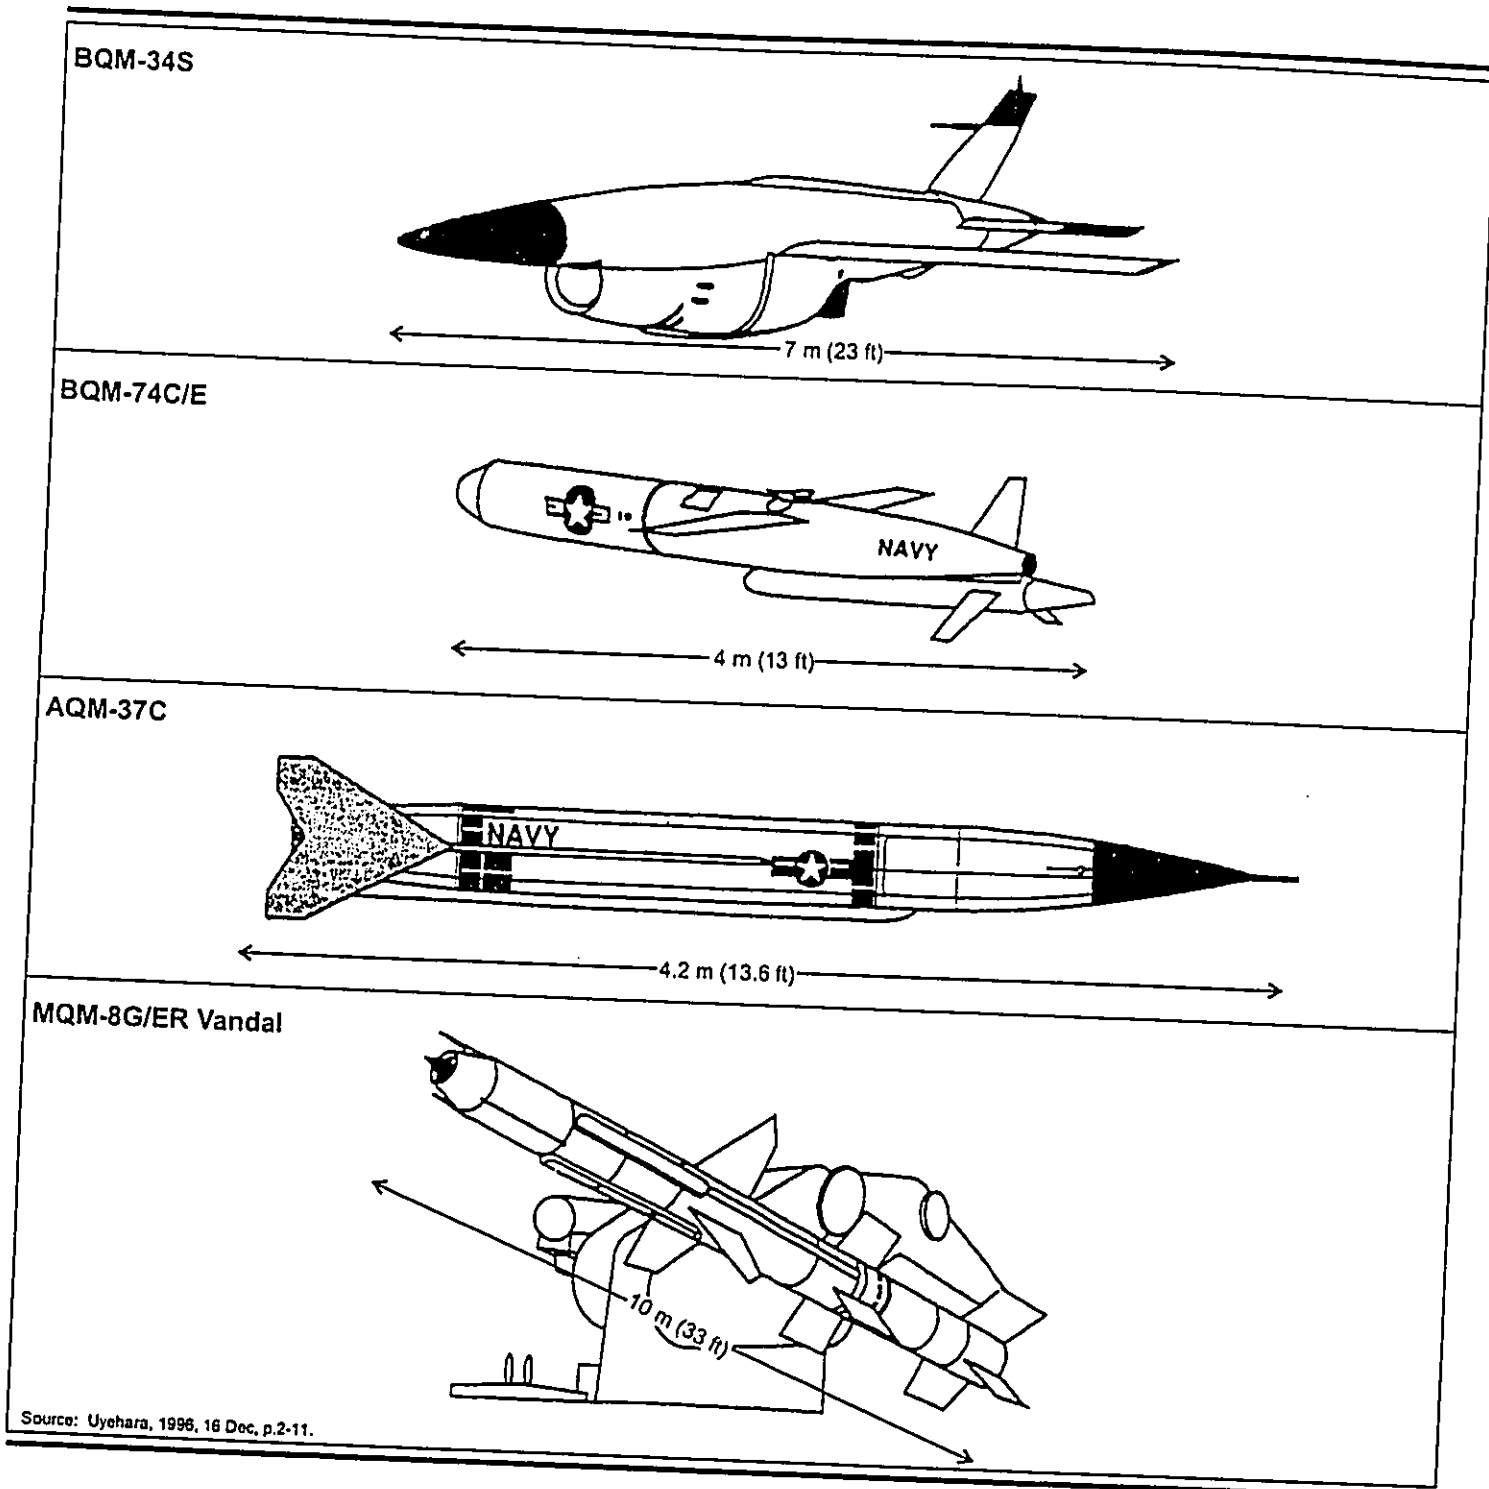 BQM-34S
7 m (23 ft)
BQM-74C/E
NAVY
4 m (13 ft)
AQM-37C
NAVY
4.2 m (13.6 ft)
MQM-8G/ER Vandal
10 m (33 ft)
Source: Uyehara, 1996, 16 Dec, p.2-11.